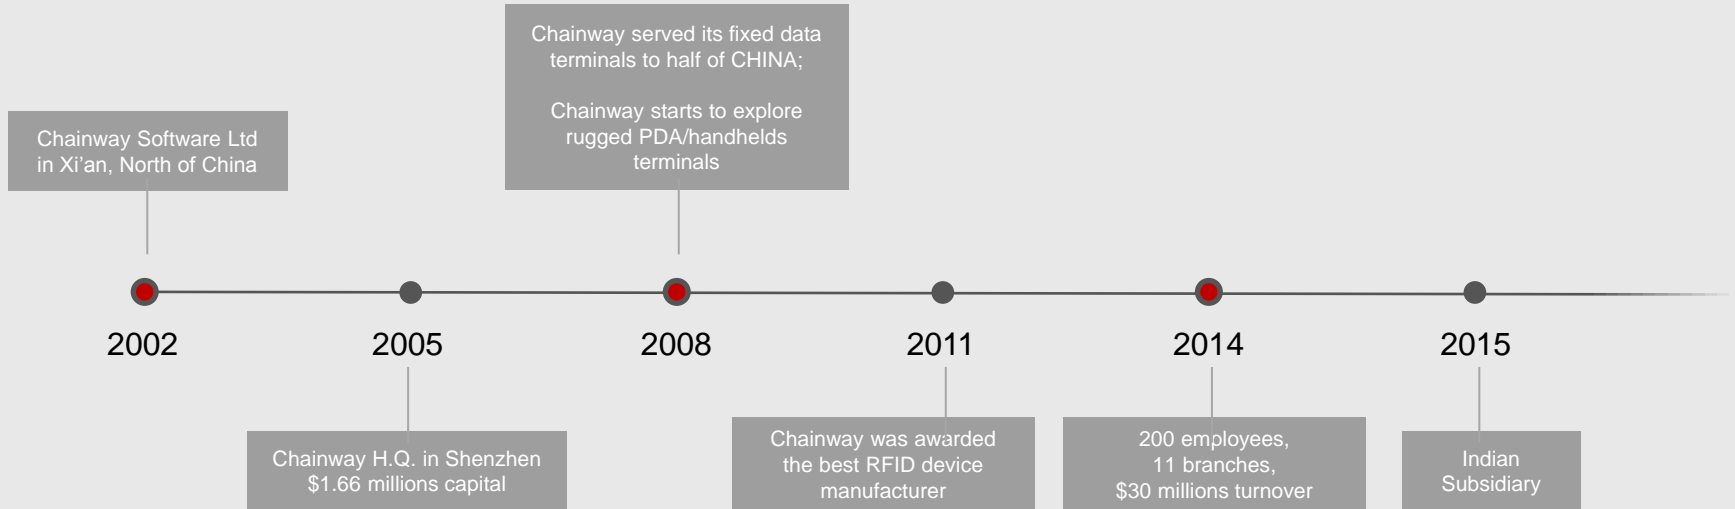 Chainway served its fixed data
terminals to half of CHINA;
Chainway starts to explore
rugged PDA/handhelds
terminals
Chainway Software Ltd
in Xi'an, North of China
2002
2005
2008
2011
2014
2015
Chainway H.Q. in Shenzhen
$1.66 millions capital
Chainway was awarded
the best RFID device
manufacturer
200 employees,
11 branches,
$30 millions turnover
Indian
Subsidiary